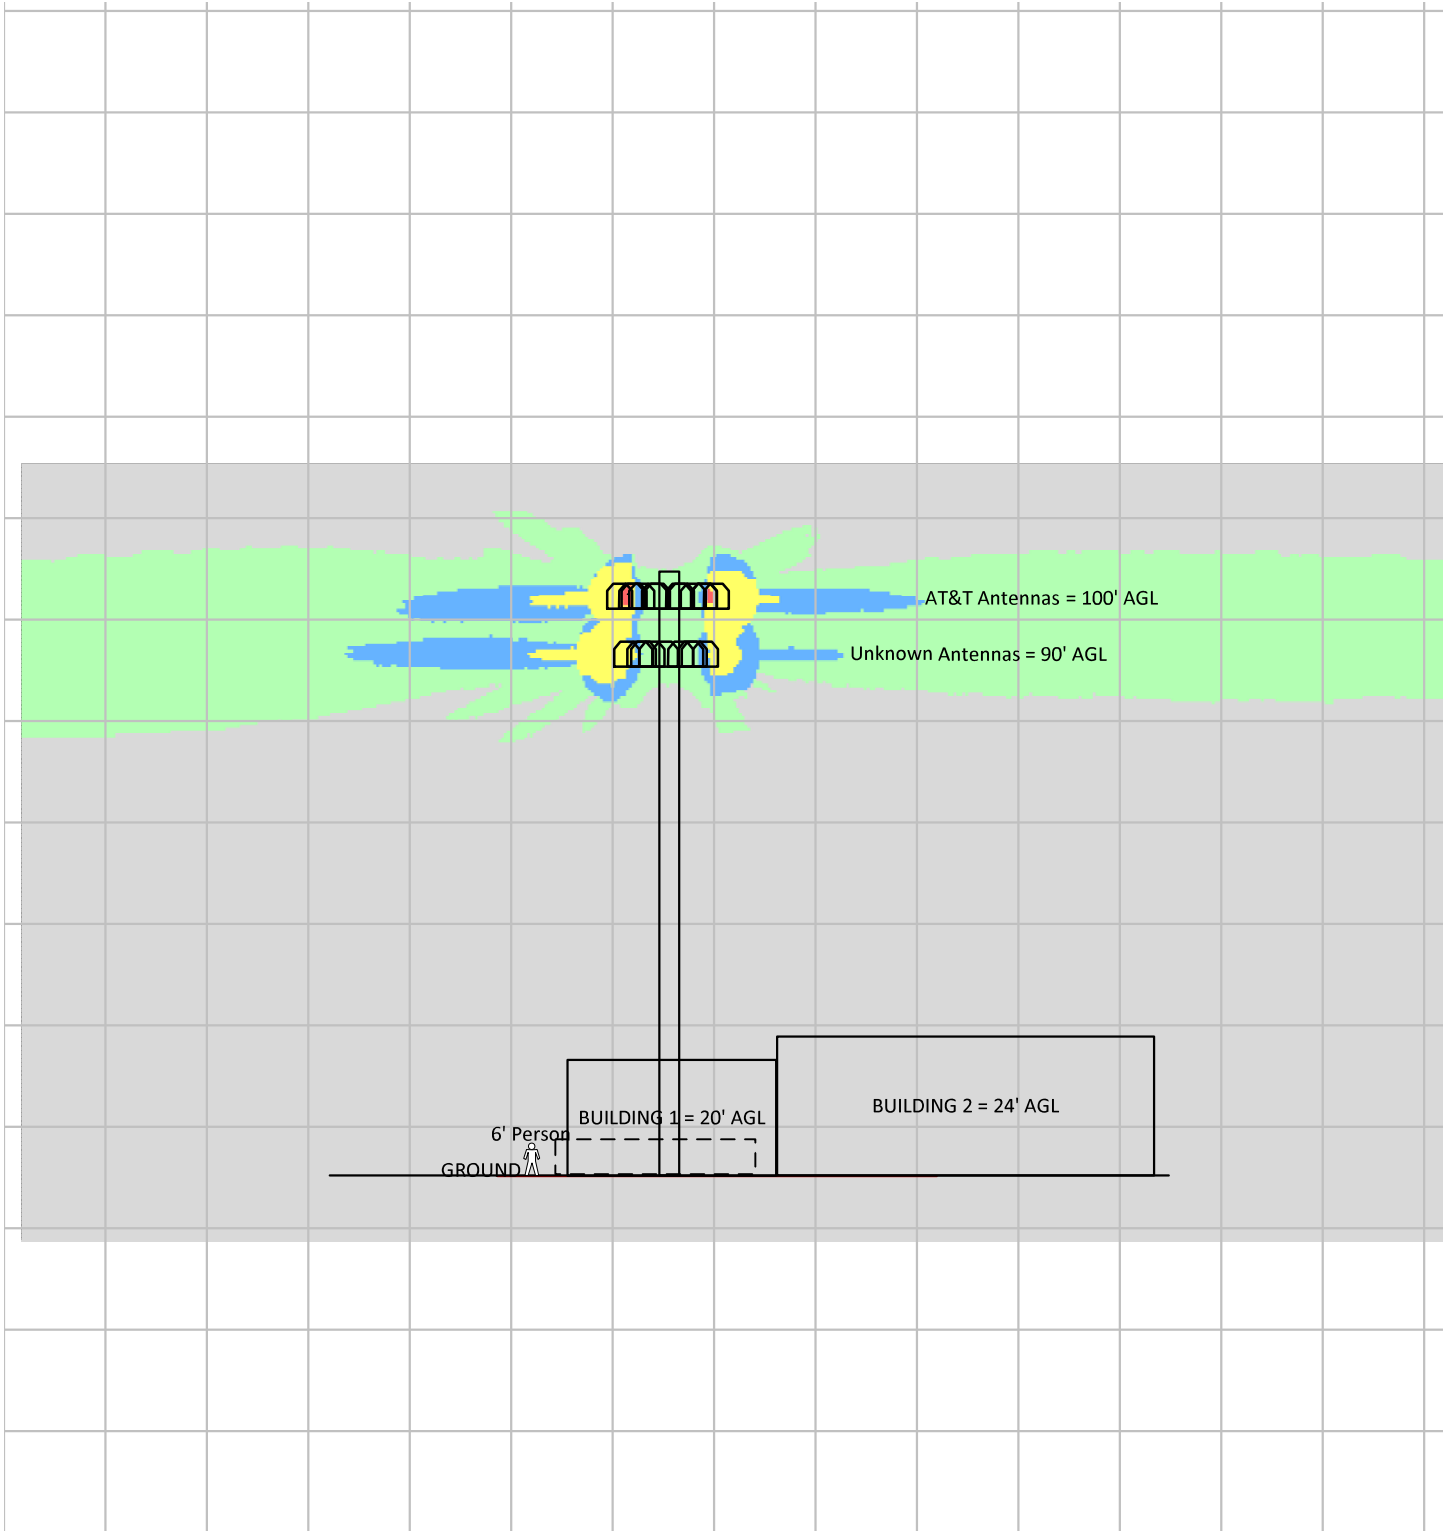 AT&T Antennas = 100' AGL
Unknown Antennas = 90' AGL
BUILDING 2 = 24' AGL
BUILDING 1 = 20' AGL
6' Person
GROUND